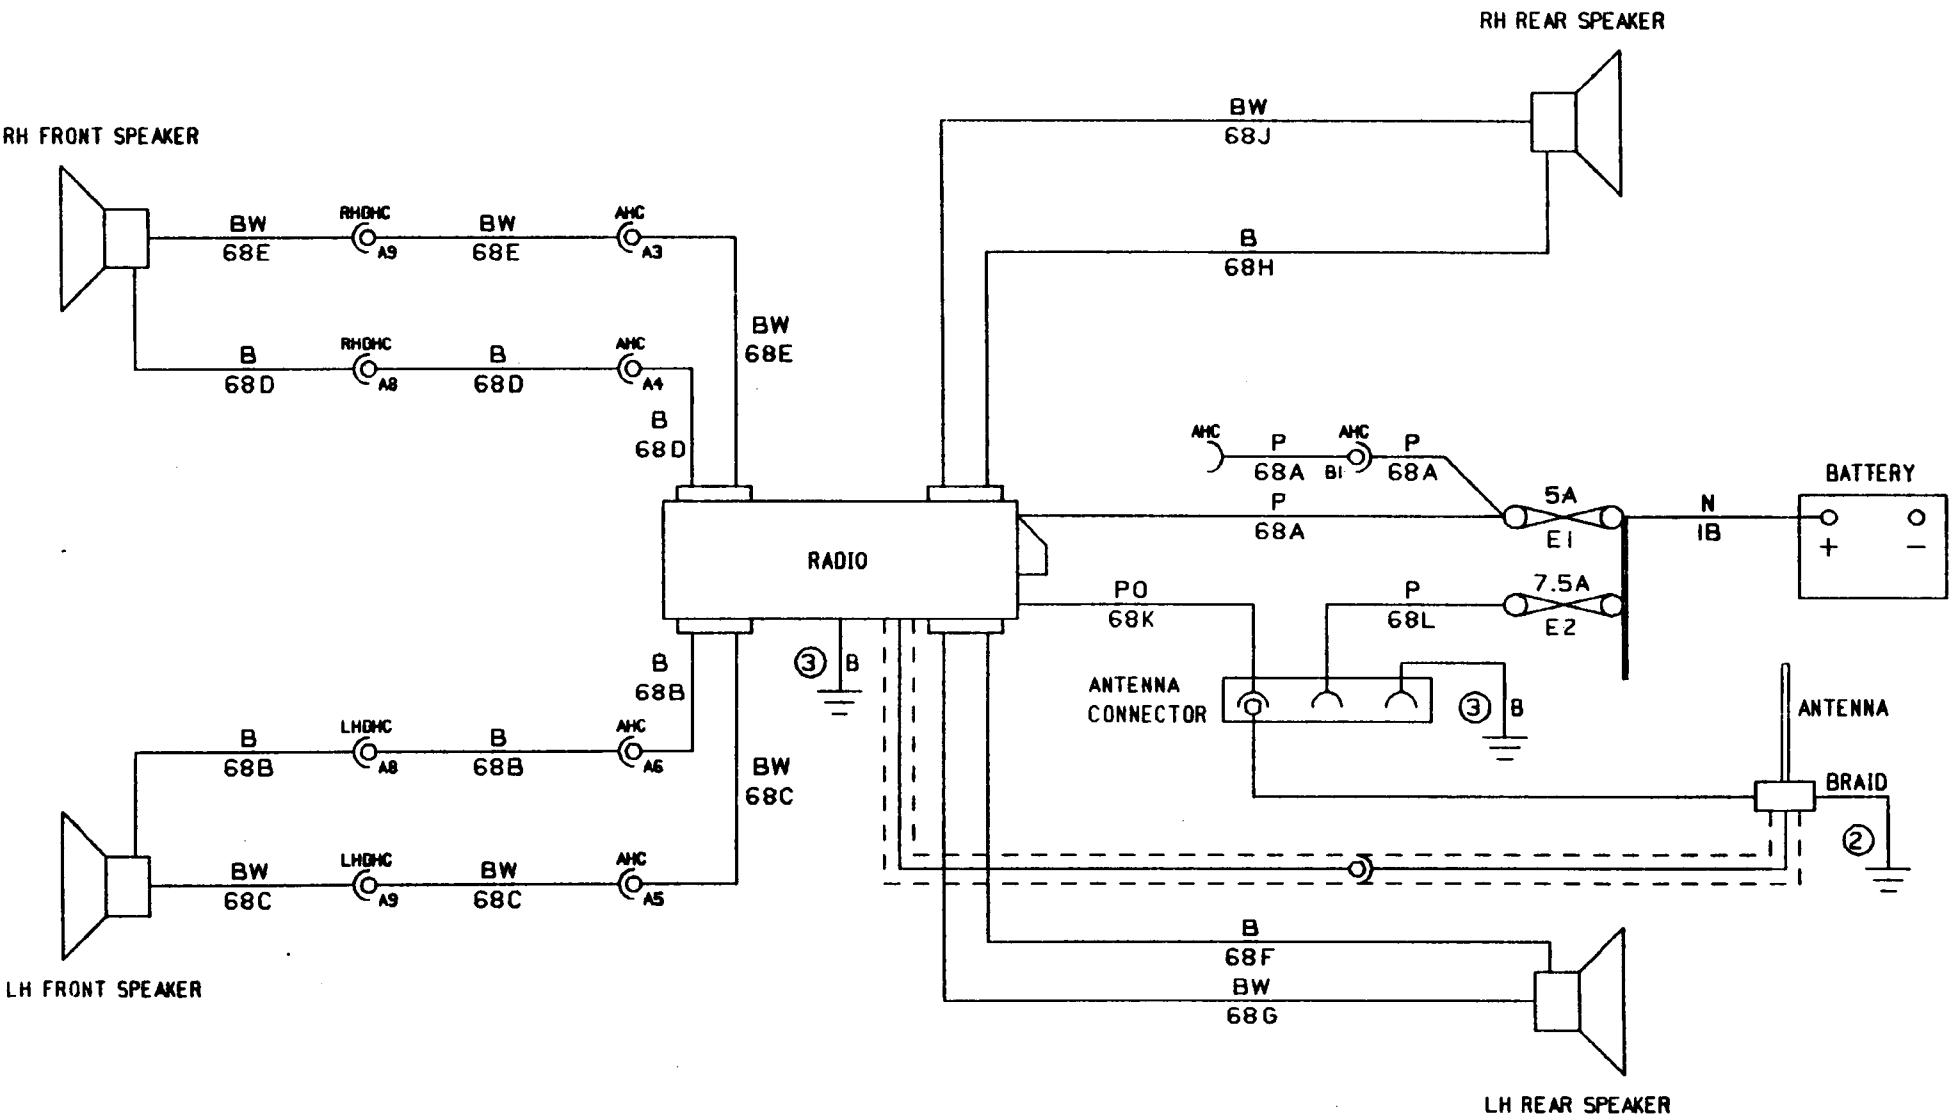 RH REAR SPEAKER
BW
68J
RH FRONT SPEAKER
BW
68E
RHDHC
A9
BW
68E
AHC
A3
B
68H
BW
68E
B
68D
RHDHC
A8
B
68D
AHC
A4
B
68D
AHC
P
68A
AHC
B1
P
68A
P
68A
5A
E1
N
1B
BATTERY
+
-
RADIO
PO
68K
P
68L
7.5A
E2
3
B
ANTENNA
CONNECTOR
3
B
ANTENNA
BRAID
2
B
68B
B
68B
LHDHC
A8
B
68B
AHC
A6
BW
68C
BW
68C
LHDHC
A9
BW
68C
AHC
A5
LH FRONT SPEAKER
B
68F
BW
68G
LH REAR SPEAKER